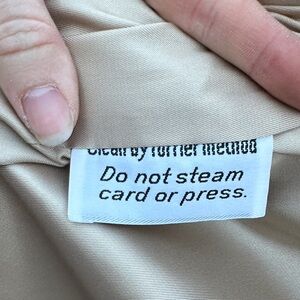 Clean by furrier method
Do not steam
card or press.